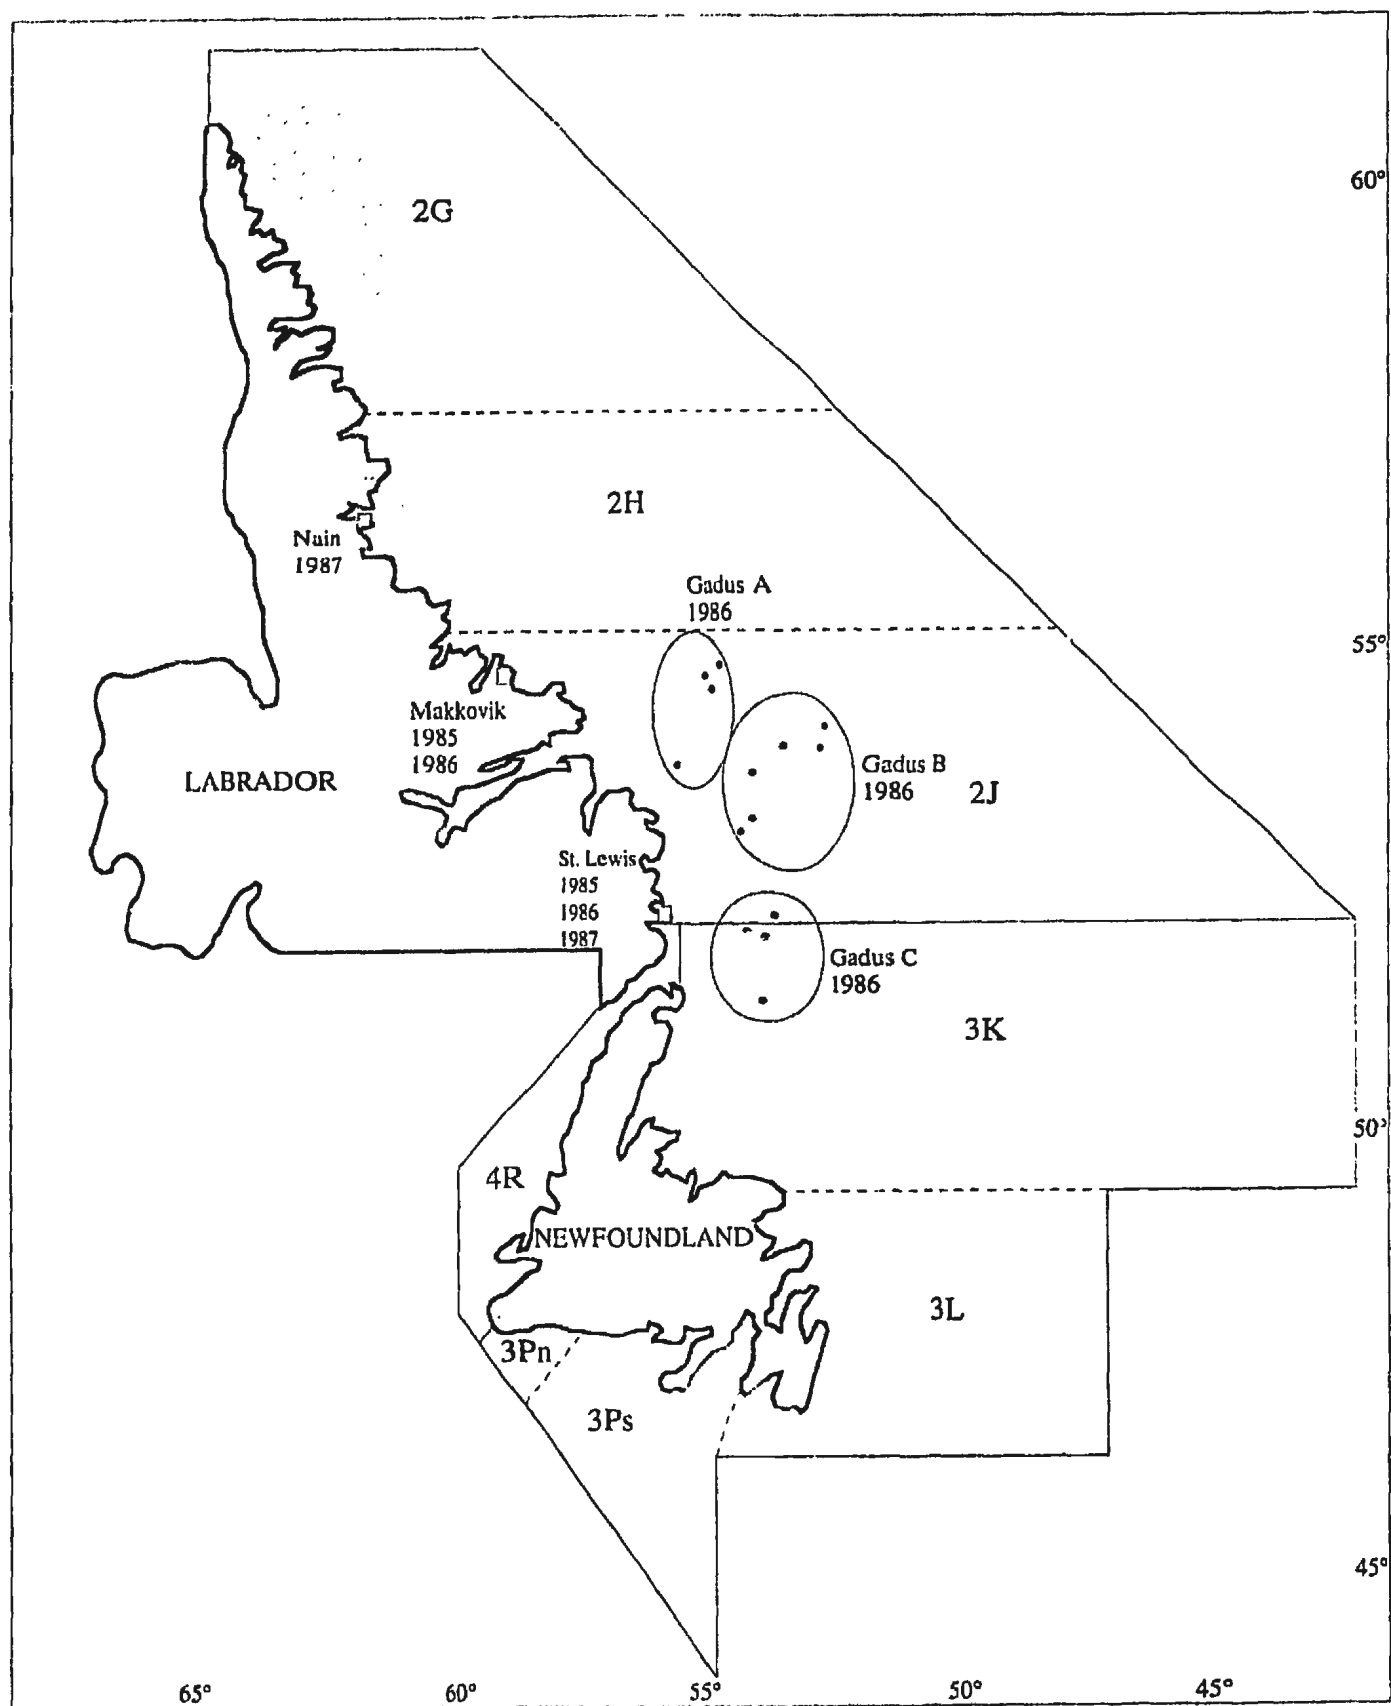 60°
2G
2H
Nain
1987
Gadus A
1986
55°
Makkovik
1985
1986
LABRADOR
Gadus B
1986
2J
St. Lewis
1985
1986
1987
Gadus C
1986
3K
50°
4R
NEWFOUNDLAND
3L
3Pn
3Ps
45°
65°
60°
55°
50°
45°